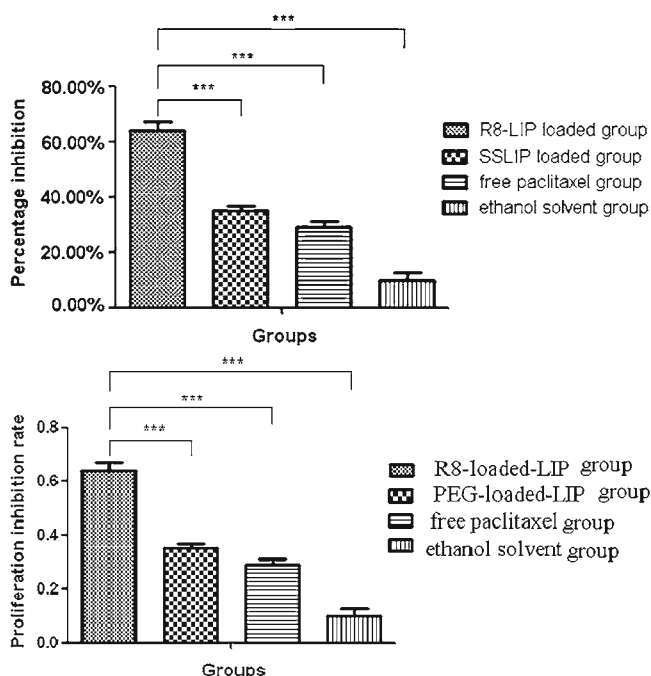 ***
***
***
80.00%
60.00%
40.00%
20.00%
0.00%
Percentage inhibition
Groups
R8-LIP loaded group
SSLIP loaded group
free paclitaxel group
ethanol solvent group
***
***
***
0.8
0.6
0.4
0.2
0.0
Proliferation inhibition rate
Groups
R8-loaded-LIP group
PEG-loaded-LIP group
free paclitaxel group
ethanol solvent group